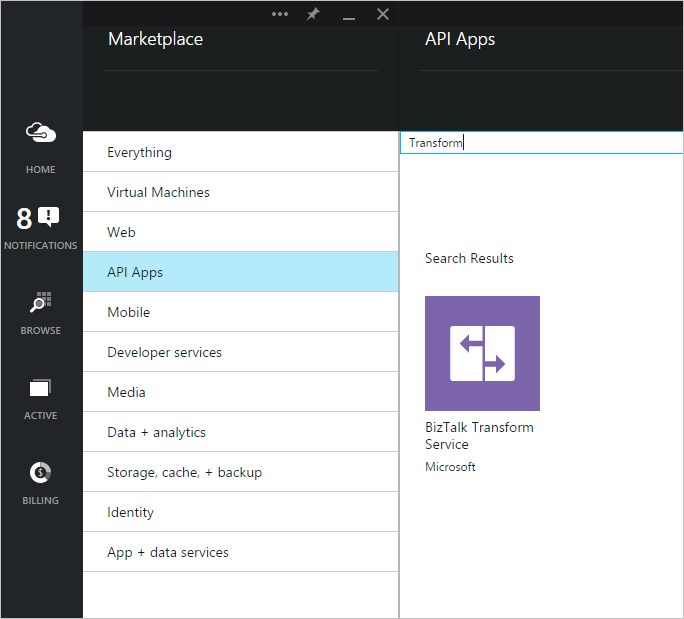 HOME
8
NOTIFICATIONS
BROWSE
ACTIVE
$
BILLING
Marketplace
Everything
Virtual Machines
Web
API Apps
Mobile
Developer services
Media
Data + analytics
Storage, cache, + backup
Identity
App + data services
API Apps
Transform
Search Results
BizTalk Transform
Service
Microsoft